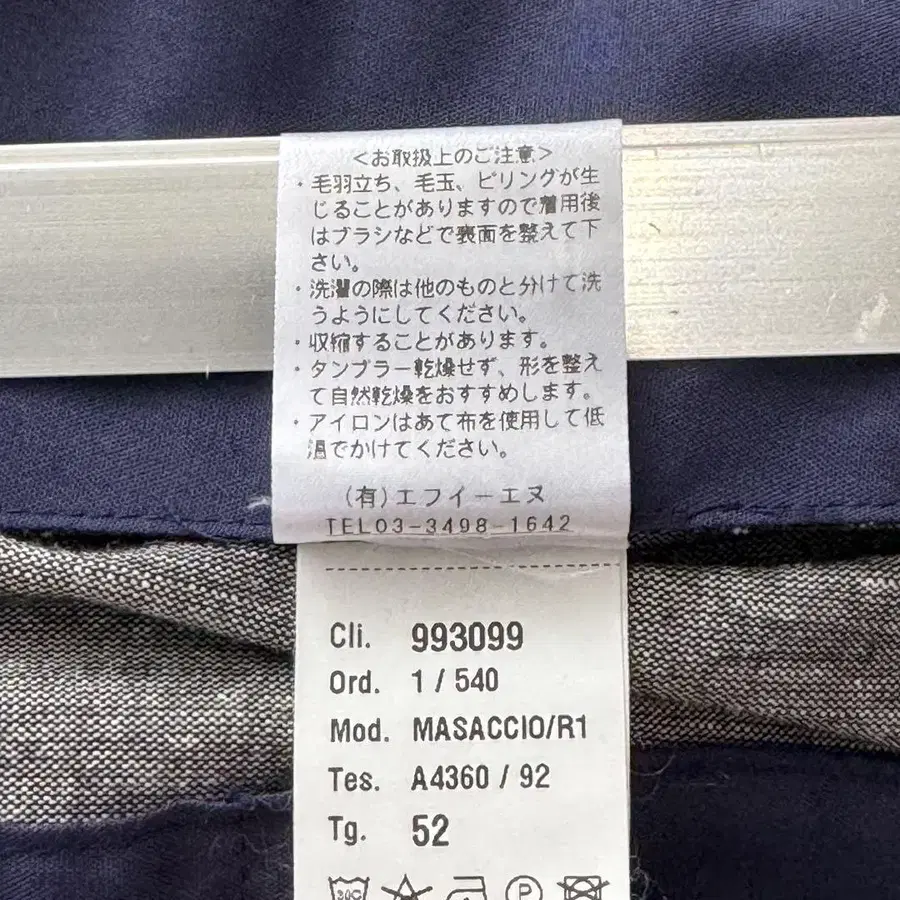 ＜お取扱上のご注意＞
・毛羽立ち、毛玉、ピリングが生
じることがありますので着用後
はブラシなどで表面を整えて下
さい。
・洗濯の際は他のものと分けて洗
うようにしてください。
・収縮することがあります。
・タンブラー乾燥せず、形を整え
て自然乾燥をおすすめします。
・アイロンはあて布を使用して低
温でかけてください。
(有)エフイーエヌ
TEL03-3498-1642
Cli. 993099
Ord. 1 / 540
Mod. MASACCIO/R1
Tes. A4360 / 92
Tg. 52
30C P